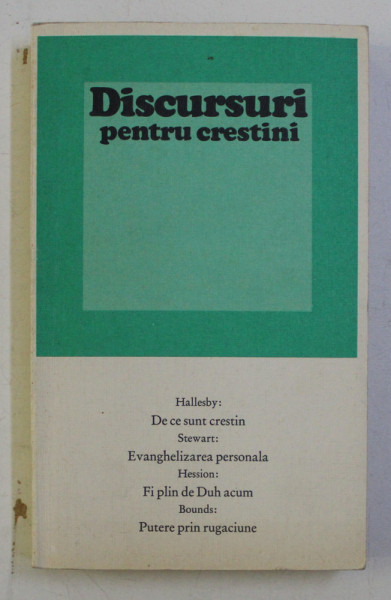 Discursuri
pentru crestini
Hallesby:
De ce sunt crestin
Stewart:
Evanghelizarea personala
Hession:
Fi plin de Duh acum
Bounds:
Putere prin rugaciune